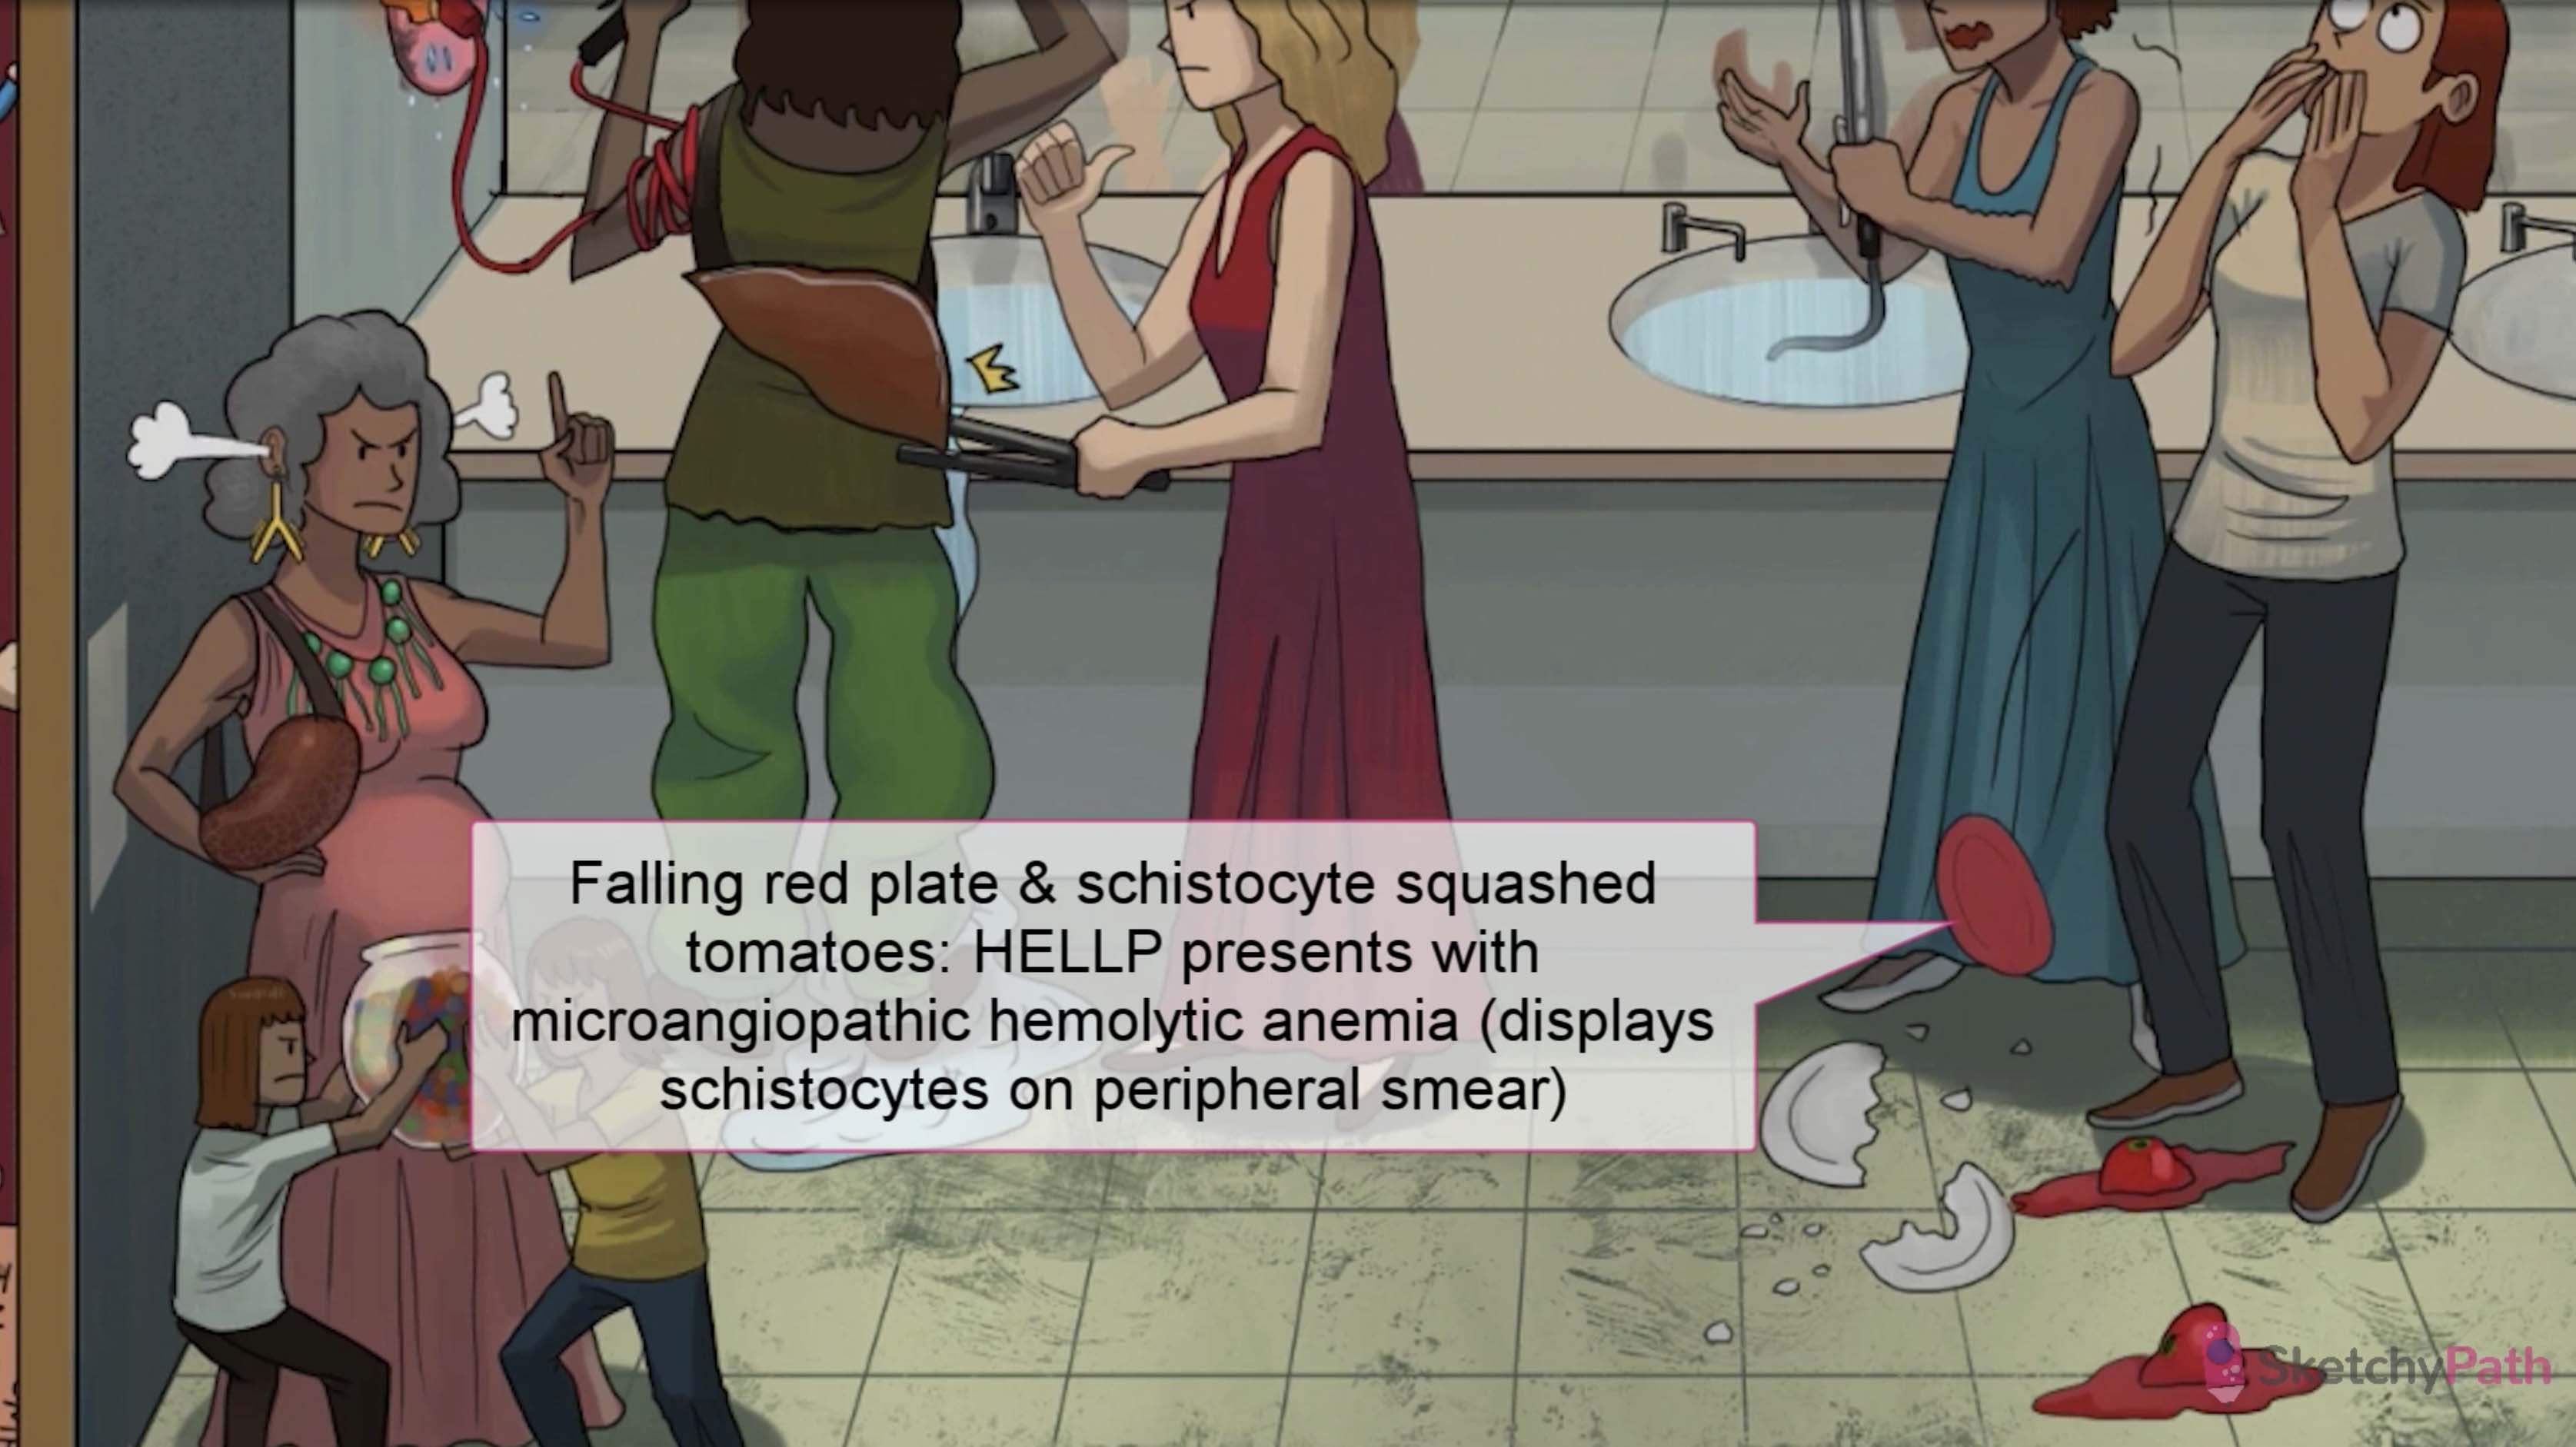 Falling red plate & schistocyte squashed
tomatoes: HELLP presents with
microangiopathic hemolytic anemia (displays
schistocytes on peripheral smear)
SketchyPath